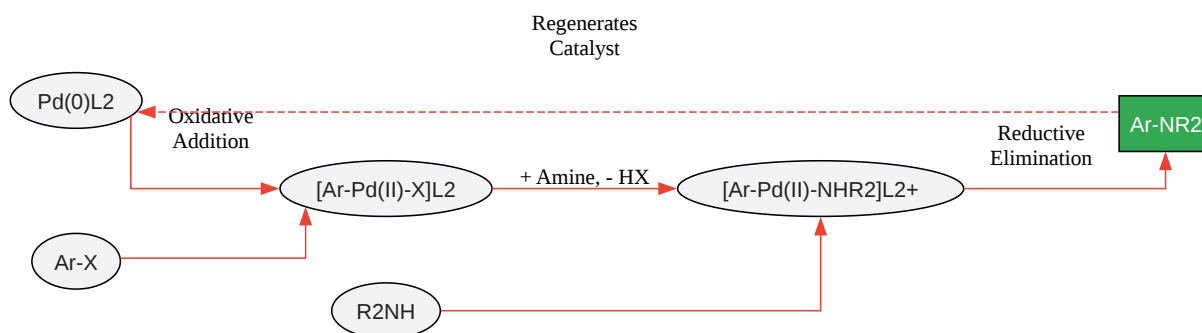 Regenerates
Catalyst
Pd(0)L2
Oxidative
Addition
Ar-NR2
Reductive
Elimination
[Ar-Pd(II)-X]L2
+ Amine, - HX
[Ar-Pd(II)-NHR2]L2+
Ar-X
R2NH